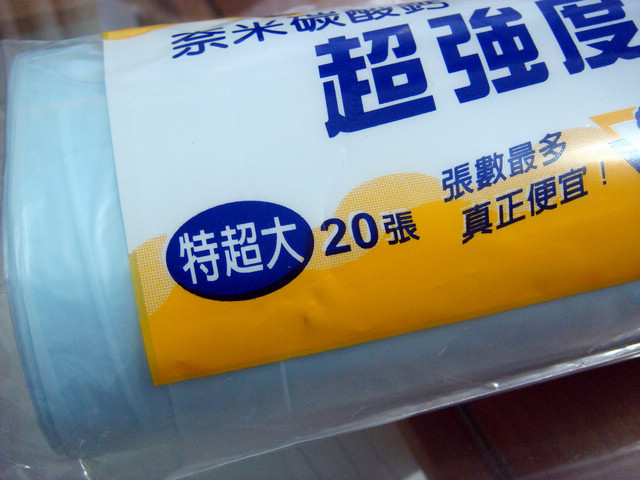 奈米碳酸鈣
超強度
張數最多
真正便宜！
特超大
20張